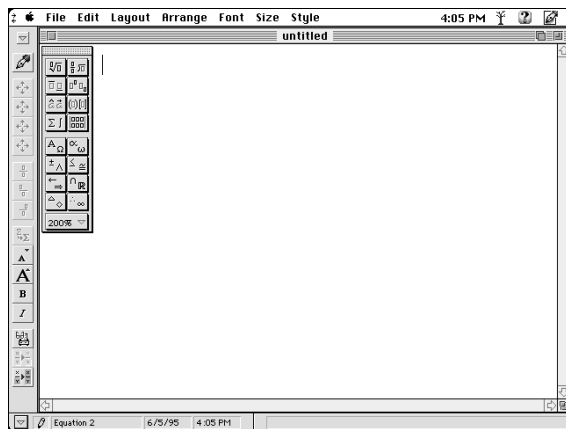 File Edit Layout Arrange Font Size Style 4:05 PM
untitled
200%
A
B
I
Equation 2 6/5/95 4:05 PM